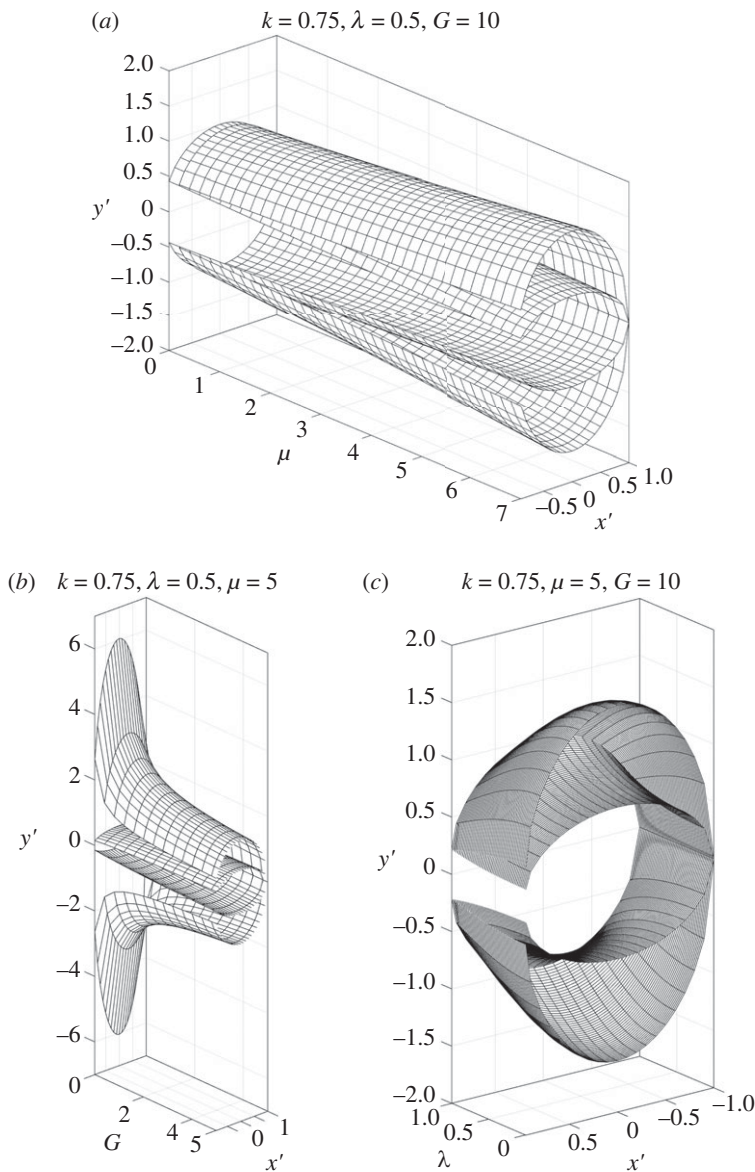 (a) k = 0.75, λ = 0.5, G = 10
2.0
1.5
1.0
0.5
y′ 0
–0.5
–1.0
–1.5
–2.0
0 1 2 3 4 5 6 7
μ
–0.5 0 0.5 1.0
x′
(b) k = 0.75, λ = 0.5, μ = 5
6
4
2
y′ 0
–2
–4
–6
0 2 4 5
G
0 1
x′
(c) k = 0.75, μ = 5, G = 10
2.0
1.5
1.0
0.5
y′ 0
–0.5
–1.0
–1.5
–2.0
1.0 0.5 0
λ
0.5 0 –0.5 –1.0
x′